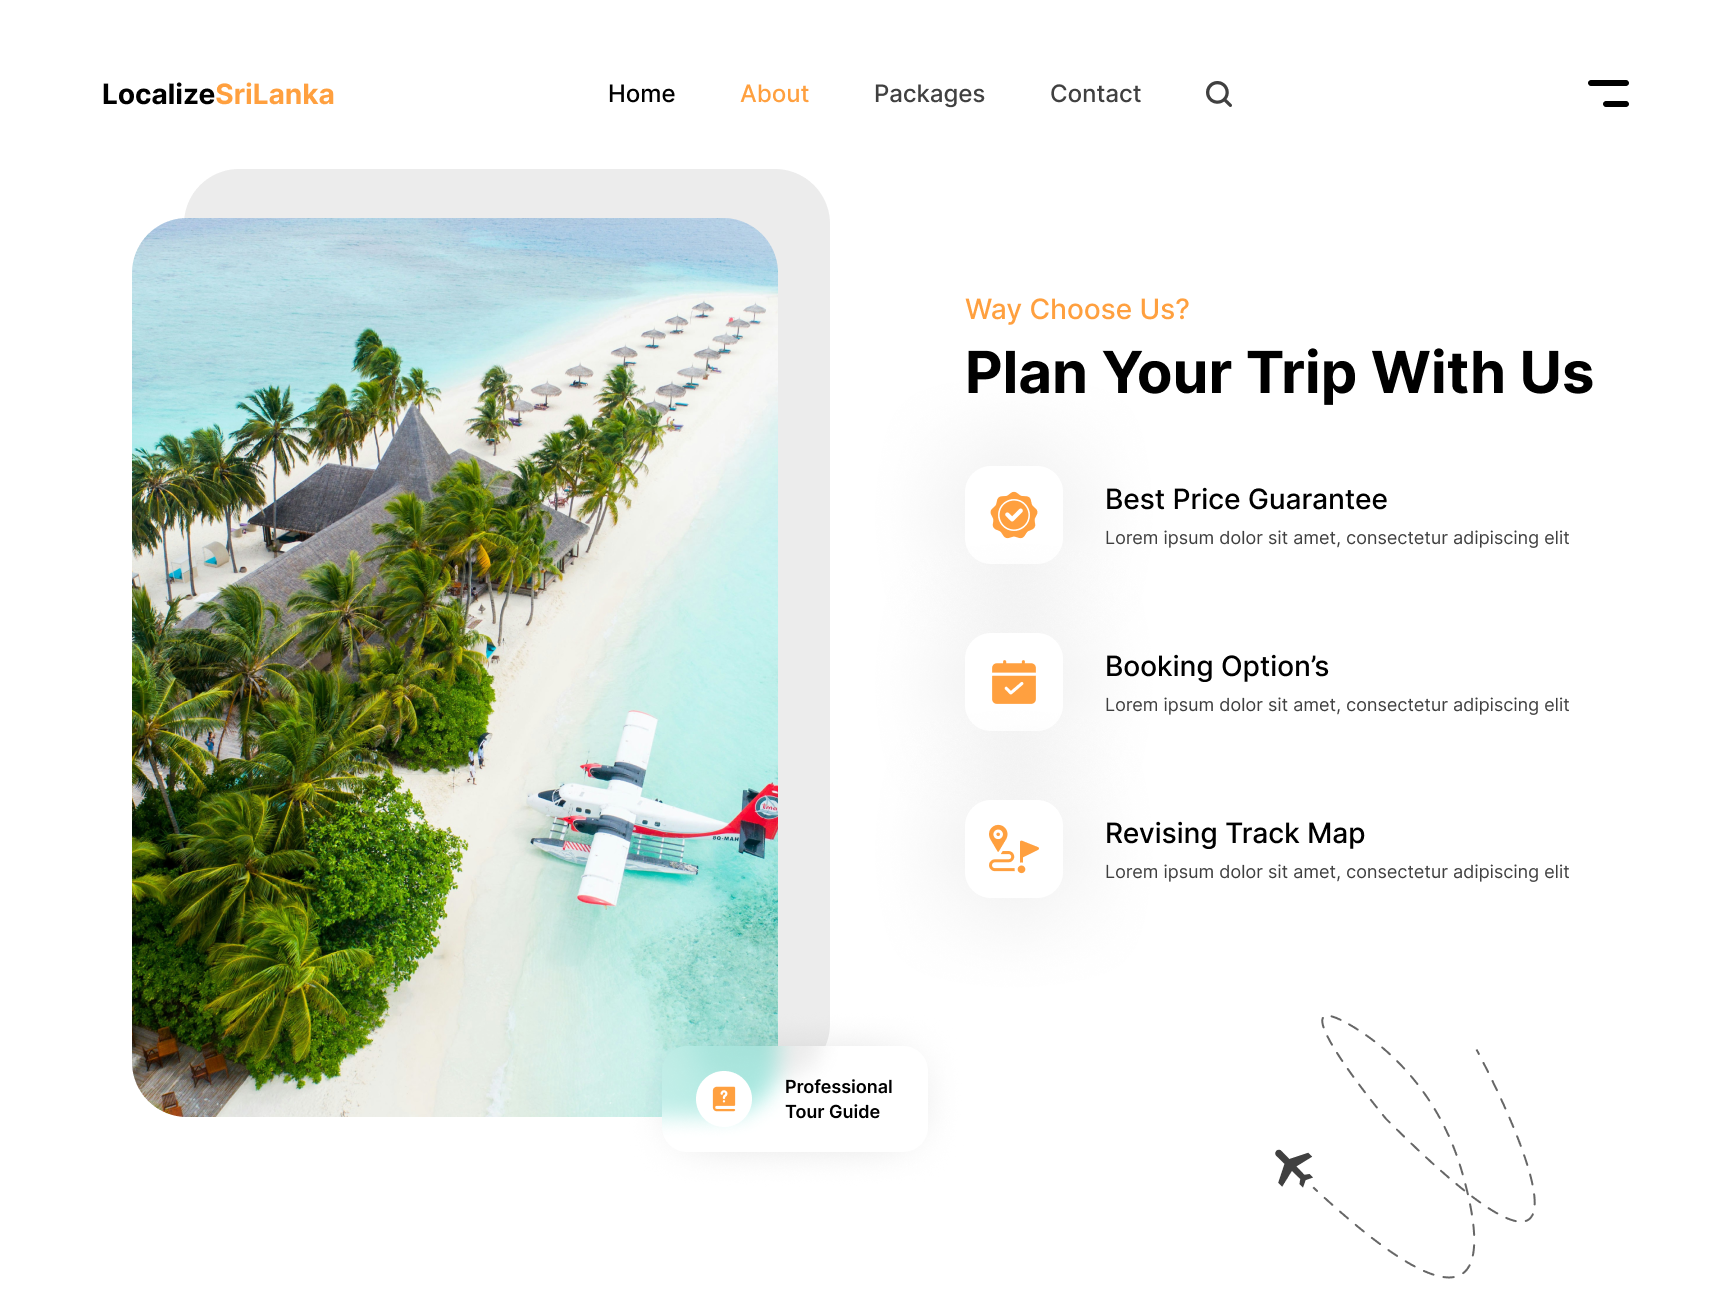 LocalizeSriLanka
Home
About
Packages
Contact
Way Choose Us?
Plan Your Trip With Us
Best Price Guarantee
Lorem ipsum dolor sit amet, consectetur adipiscing elit
Booking Option’s
Lorem ipsum dolor sit amet, consectetur adipiscing elit
Revising Track Map
Lorem ipsum dolor sit amet, consectetur adipiscing elit
Professional
Tour Guide